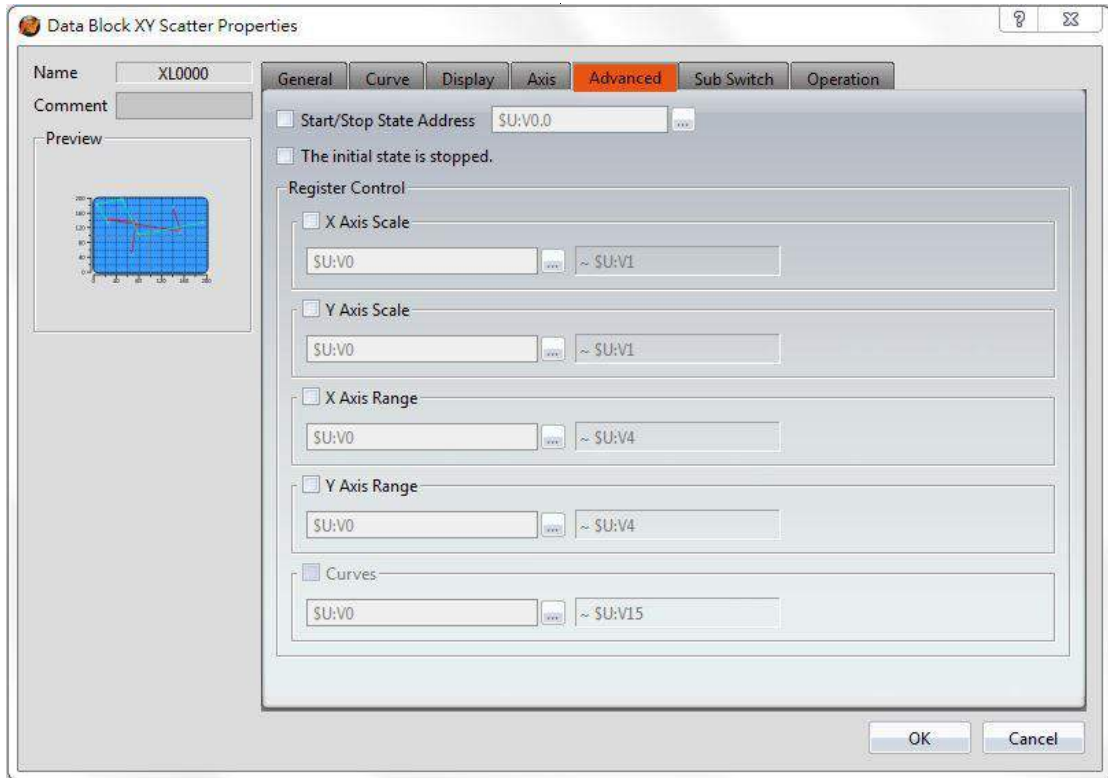 Data Block XY Scatter Properties
Name XL0000
Comment
Preview
General Curve Display Axis Advanced Sub Switch Operation
Start/Stop State Address $U:V0.0 ...
The initial state is stopped.
Register Control
X Axis Scale
$U:V0 ... ~ $U:V1
Y Axis Scale
$U:V0 ... ~ $U:V1
X Axis Range
$U:V0 ... ~ $U:V4
Y Axis Range
$U:V0 ... ~ $U:V4
Curves
$U:V0 ... ~ $U:V15
OK Cancel